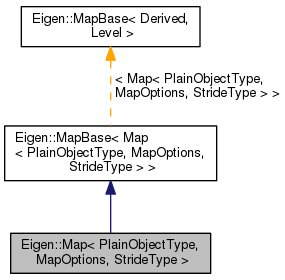 Eigen::MapBase< Derived,
Level >
< Map< PlainObjectType,
MapOptions, StrideType > >
Eigen::MapBase< Map
< PlainObjectType, MapOptions,
StrideType > >
Eigen::Map< PlainObjectType,
MapOptions, StrideType >